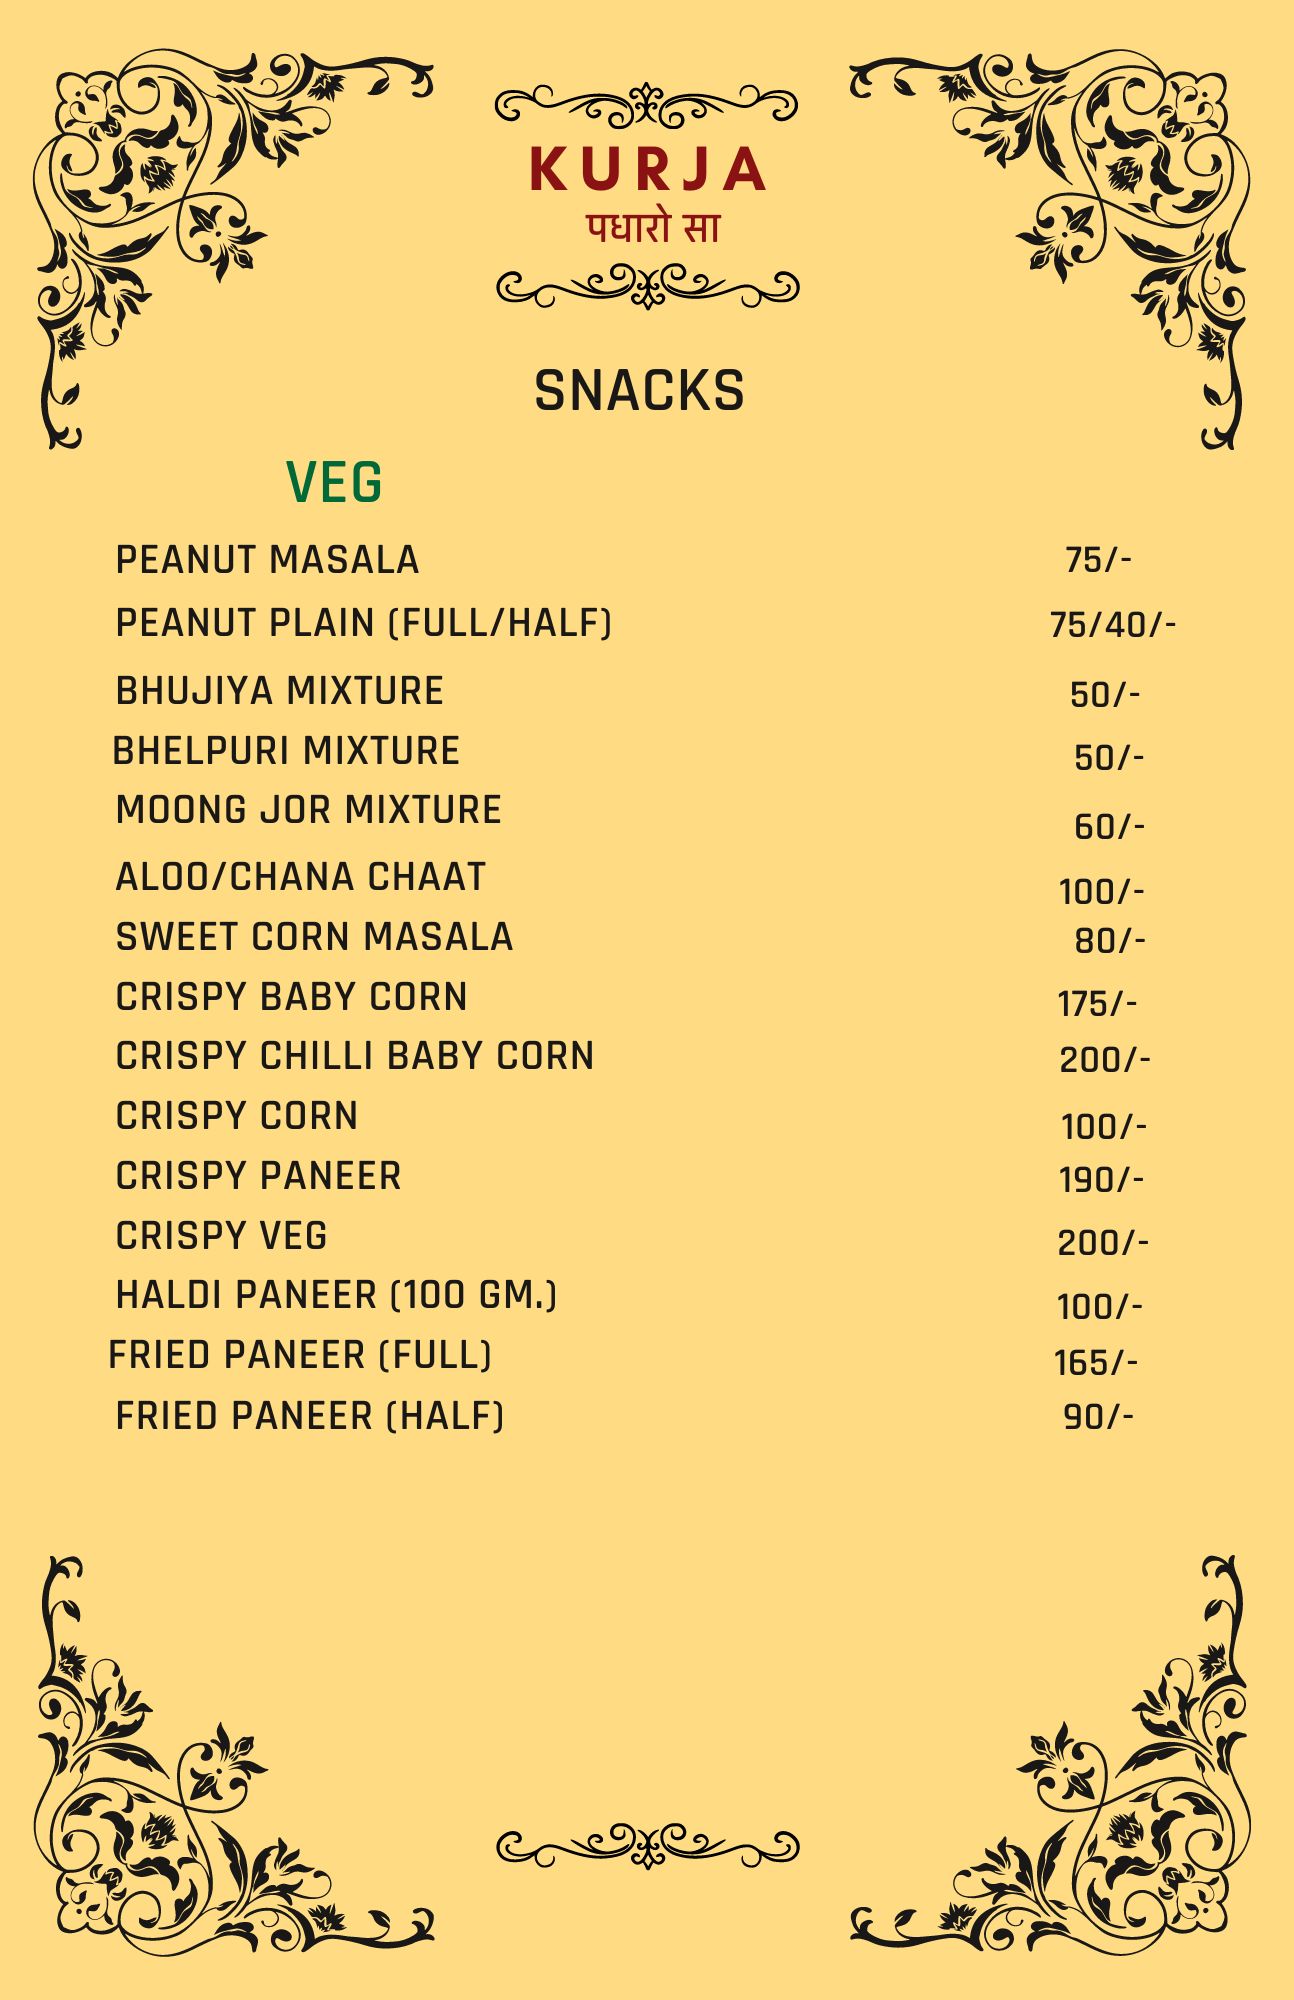 KURJA
पधारो सा
SNACKS
VEG
PEANUT MASALA 75/-
PEANUT PLAIN (FULL/HALF) 75/40/-
BHUJIYA MIXTURE 50/-
BHELPURI MIXTURE 50/-
MOONG JOR MIXTURE 60/-
ALOO/CHANA CHAAT 100/-
SWEET CORN MASALA 80/-
CRISPY BABY CORN 175/-
CRISPY CHILLI BABY CORN 200/-
CRISPY CORN 100/-
CRISPY PANEER 190/-
CRISPY VEG 200/-
HALDI PANEER (100 GM.) 100/-
FRIED PANEER (FULL) 165/-
FRIED PANEER (HALF) 90/-